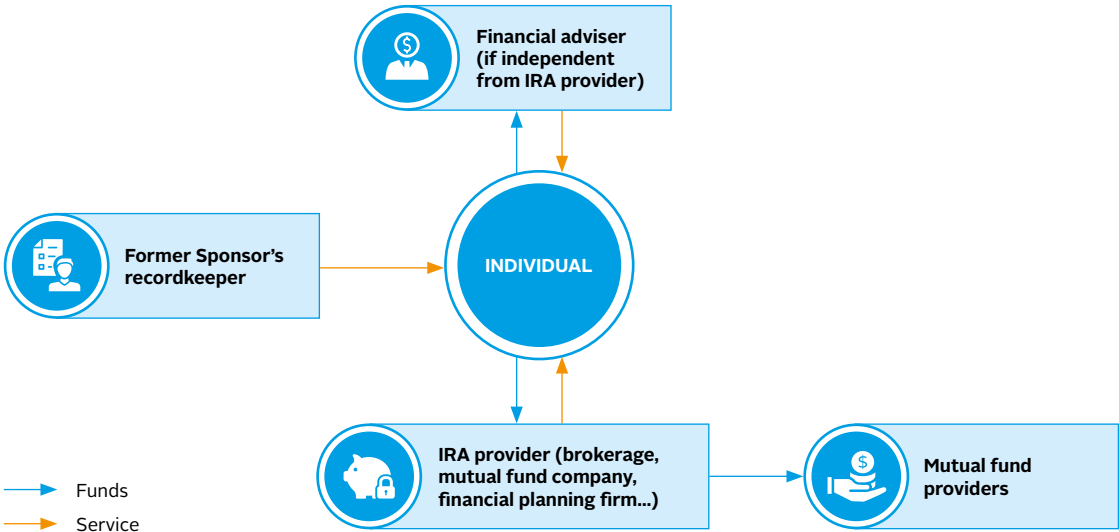 Financial adviser
(if independent
from IRA provider)
Former Sponsor’s
recordkeeper
INDIVIDUAL
IRA provider (brokerage,
mutual fund company,
financial planning firm...)
Mutual fund
providers
Funds
Service